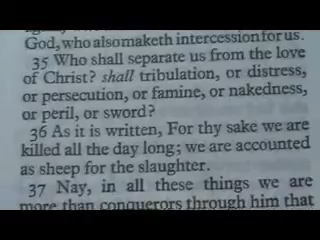 God, who also maketh intercession for us.
35 Who shall separate us from the love
of Christ? shall tribulation, or distress,
or persecution, or famine, or nakedness,
or peril, or sword?
36 As it is written, For thy sake we are
killed all the day long; we are accounted
as sheep for the slaughter.
37 Nay, in all these things we are
more than conquerors through him that